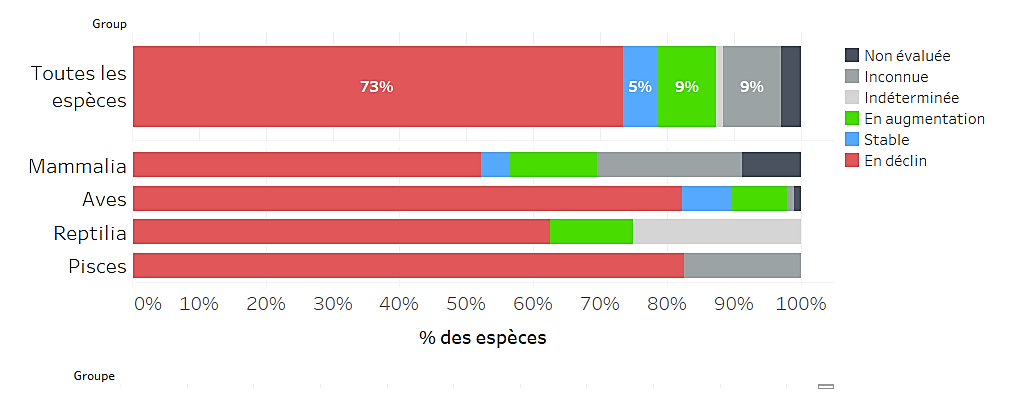 Group
Toutes les
espèces
73%
5%
9%
9%
Non évaluée
Inconnue
Indéterminée
En augmentation
Stable
En déclin
Mammalia
Aves
Reptilia
Pisces
0% 10% 20% 30% 40% 50% 60% 70% 80% 90% 100%
% des espèces
Groupe